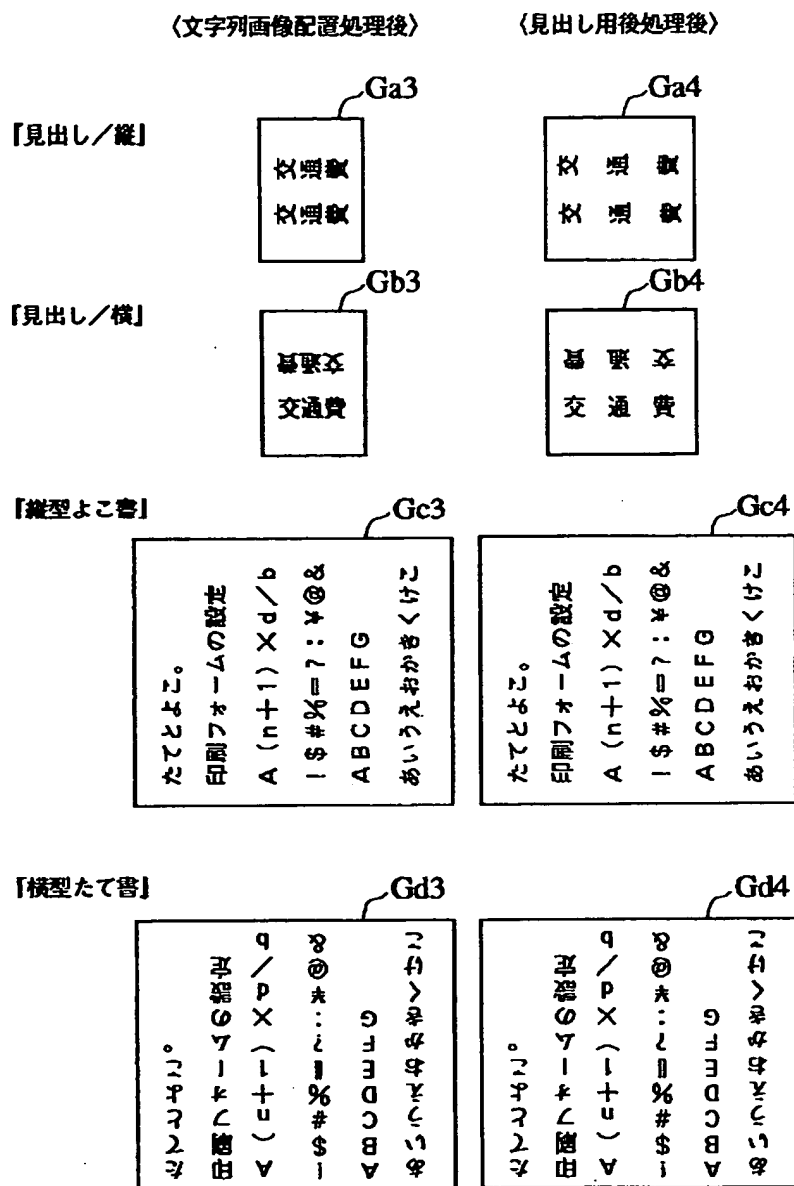 〈文字列画像配置処理後〉
〈見出し用後処理後〉
『見出し／縦』
Ga3
交通費
交通費
Ga4
交通費
交通費
『見出し／横』
Gb3
交通費
交通費
Gb4
交通費
交通費
『縦型よこ書』
Gc3
たてとよこ。
印刷フォームの設定
A(n＋1)×d／b
!$#%=?:¥@&
ABCDEFG
あいうえおかきくけこ
Gc4
たてとよこ。
印刷フォームの設定
A(n＋1)×d／b
!$#%=?:¥@&
ABCDEFG
あいうえおかきくけこ
『横型たて書』
Gd3
たてとよこ。
印刷フォームの設定
A(n＋1)×d／b
!$#%=?:¥@&
ABCDEFG
あいうえおかきくけこ
Gd4
たてとよこ。
印刷フォームの設定
A(n＋1)×d／b
!$#%=?:¥@&
ABCDEFG
あいうえおかきくけこ